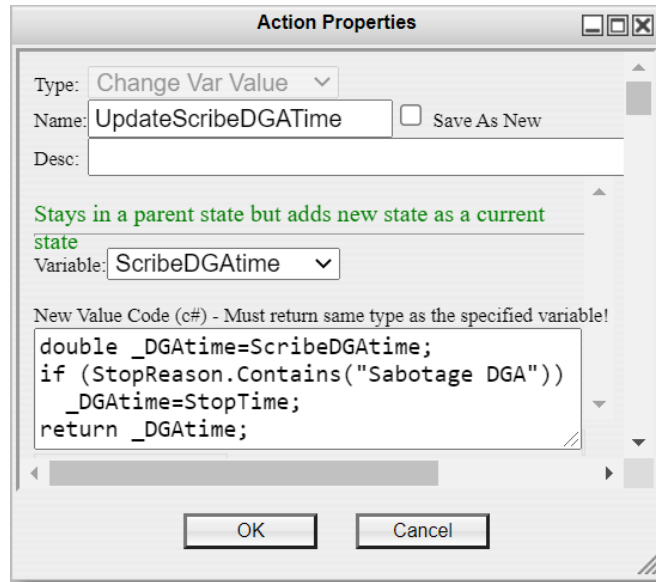 Action Properties
Type: Change Var Value
Name: UpdateScribeDGATime Save As New
Desc:
Stays in a parent state but adds new state as a current
state
Variable: ScribeDGAtime
New Value Code (c#) - Must return same type as the specified variable!
double _DGAtime=ScribeDGAtime;
if (StopReason.Contains("Sabotage DGA"))
  _DGAtime=StopTime;
return _DGAtime;
OK Cancel